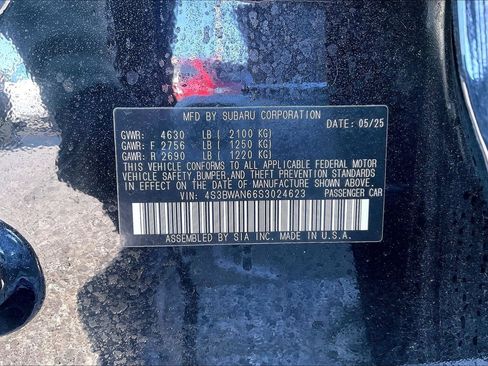 MFD BY SUBARU CORPORATION
DATE: 05/25
GWVR: 4630 LB ( 2100 KG)
GAWR: F 2756 LB ( 1250 KG)
GAWR: R 2690 LB ( 1220 KG)
THIS VEHICLE CONFORMS TO ALL APPLICABLE FEDERAL MOTOR
VEHICLE SAFETY,BUMPER,AND THEFT PREVENTION STANDARDS
IN EFFECT ON THE DATE OF MANUFACTURE SHOWN ABOVE.
VIN: 4S3BWAN66S3024623 PASSENGER CAR
ASSEMBLED BY SIA INC. MADE IN U.S.A.